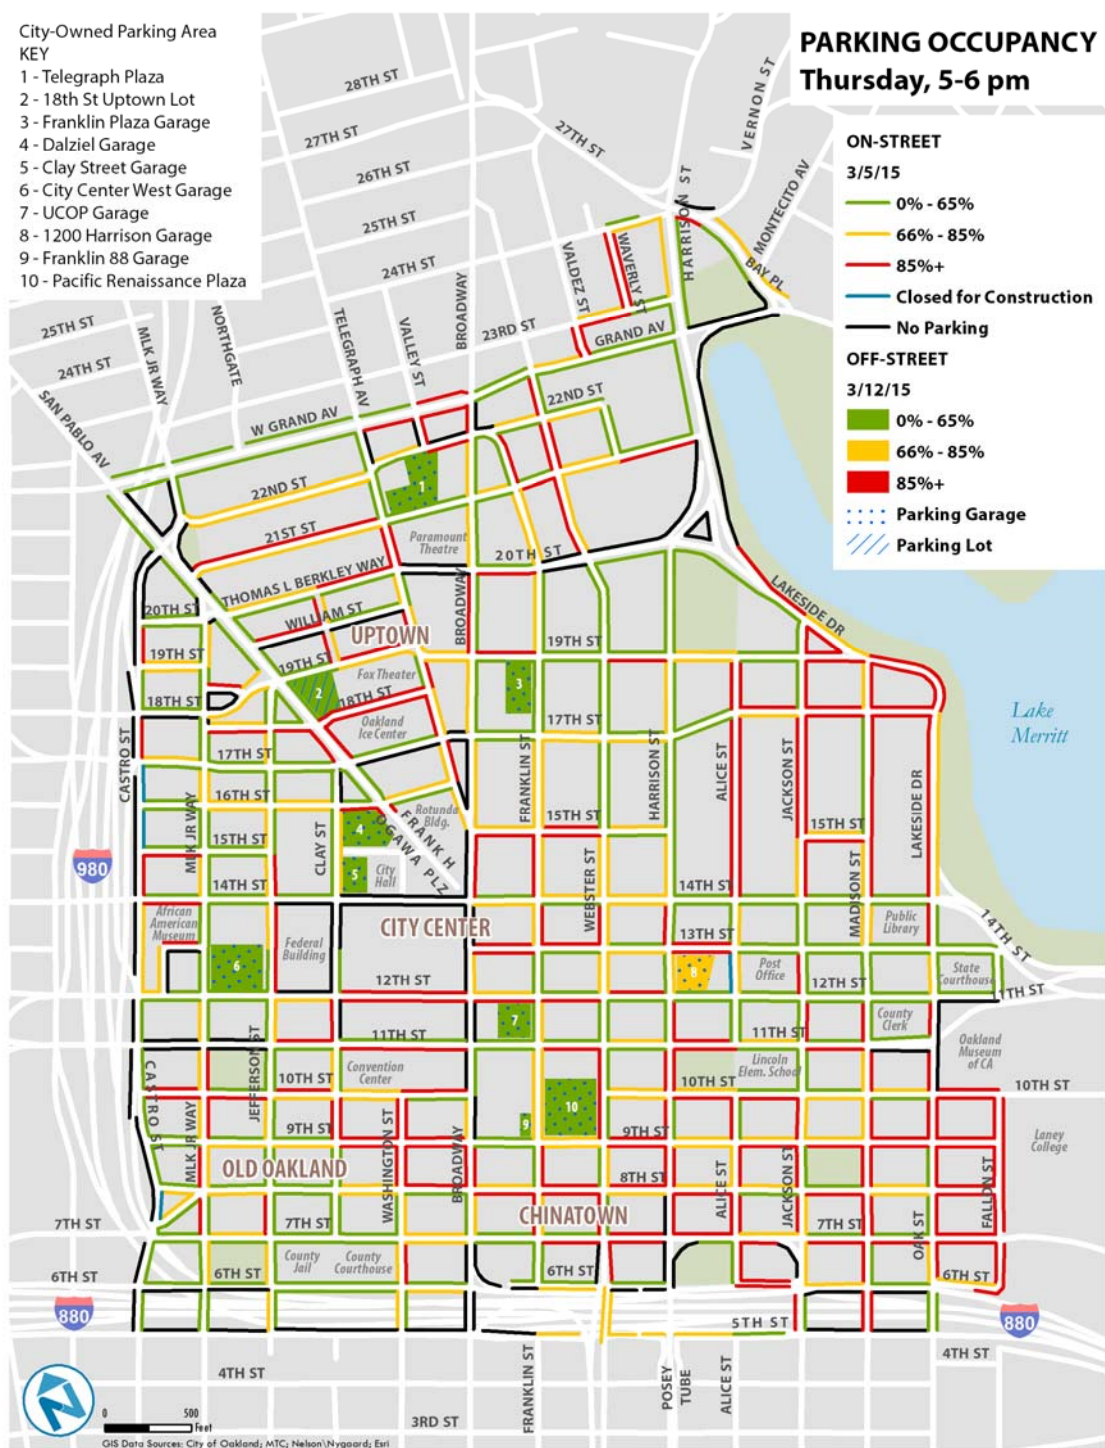 City-Owned Parking Area
KEY
1 - Telegraph Plaza
2 - 18th St Uptown Lot
3 - Franklin Plaza Garage
4 - Dalziel Garage
5 - Clay Street Garage
6 - City Center West Garage
7 - UCOP Garage
8 - 1200 Harrison Garage
9 - Franklin 88 Garage
10 - Pacific Renaissance Plaza
PARKING OCCUPANCY
Thursday, 5-6 pm
ON-STREET
3/5/15
0% - 65%
66% - 85%
85%+
Closed for Construction
No Parking
OFF-STREET
3/12/15
0% - 65%
66% - 85%
85%+
Parking Garage
Parking Lot
28TH ST
27TH ST
27TH ST
26TH ST
25TH ST
24TH ST
23RD ST
VERNON ST
MONTECITO AV
HARRISON ST
BAY PL
WAVERLY ST
VALDEZ ST
GRAND AV
BROADWAY
VALLEY ST
TELEGRAPH AV
NORTHGATE
MLK JR WAY
25TH ST
24TH ST
SAN PABLO AV
W GRAND AV
22ND ST
22ND ST
1
21ST ST
Paramount
Theatre
20TH ST
THOMAS L BERKLEY WAY
LAKESIDE DR
20TH ST
WILLIAM ST
UPTOWN
BROADWAY
19TH ST
19TH ST
19TH ST
Fox Theater
2
3
18TH ST
18TH ST
Oakland
Ice Center
17TH ST
Lake
Merritt
CASTRO ST
17TH ST
FRANKLIN ST
HARRISON ST
ALICE ST
JACKSON ST
LAKESIDE DR
16TH ST
MLK JR WAY
15TH ST
CLAY ST
4
FRANK H
OGAWA PLZ
Rotunda
Bldg.
15TH ST
15TH ST
980
14TH ST
5
City
Hall
WEBSTER ST
14TH ST
MADISON ST
African
American
Museum
Federal
Building
CITY CENTER
13TH ST
Public
Library
14TH ST
6
12TH ST
8
Post
Office
12TH ST
State
Courthouse
11TH ST
7
11TH ST
11TH ST
County
Clerk
JEFFERSON ST
CASTRO ST
10TH ST
Convention
Center
10TH ST
Lincoln
Elem. School
Oakland
Museum
of CA
10TH ST
MLK JR WAY
9TH ST
WASHINGTON ST
BROADWAY
9
10
9TH ST
Laney
College
OLD OAKLAND
8TH ST
ALICE ST
JACKSON ST
FALLON ST
7TH ST
7TH ST
CHINATOWN
7TH ST
OAK ST
6TH ST
6TH ST
County
Jail
County
Courthouse
6TH ST
6TH ST
880
5TH ST
880
4TH ST
4TH ST
FRANKLIN ST
POSEY
TUBE
ALICE ST
3RD ST
0
500
Feet
GIS Data Sources: City of Oakland; MTC; Nelson\Nygaard; Esri